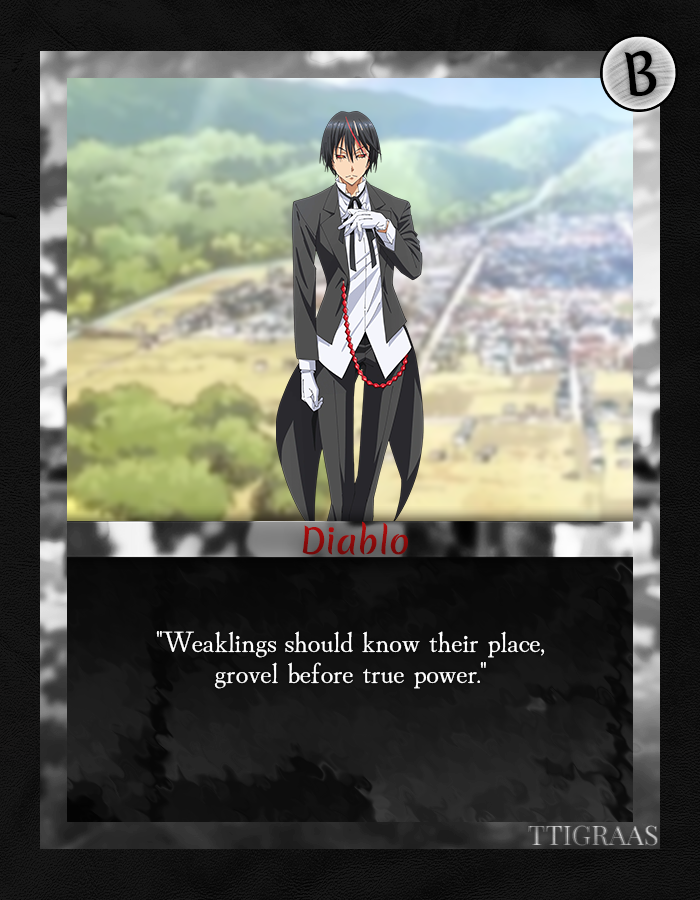 B
Diablo
"Weaklings should know their place,
grovel before true power."
TTIGRAAS